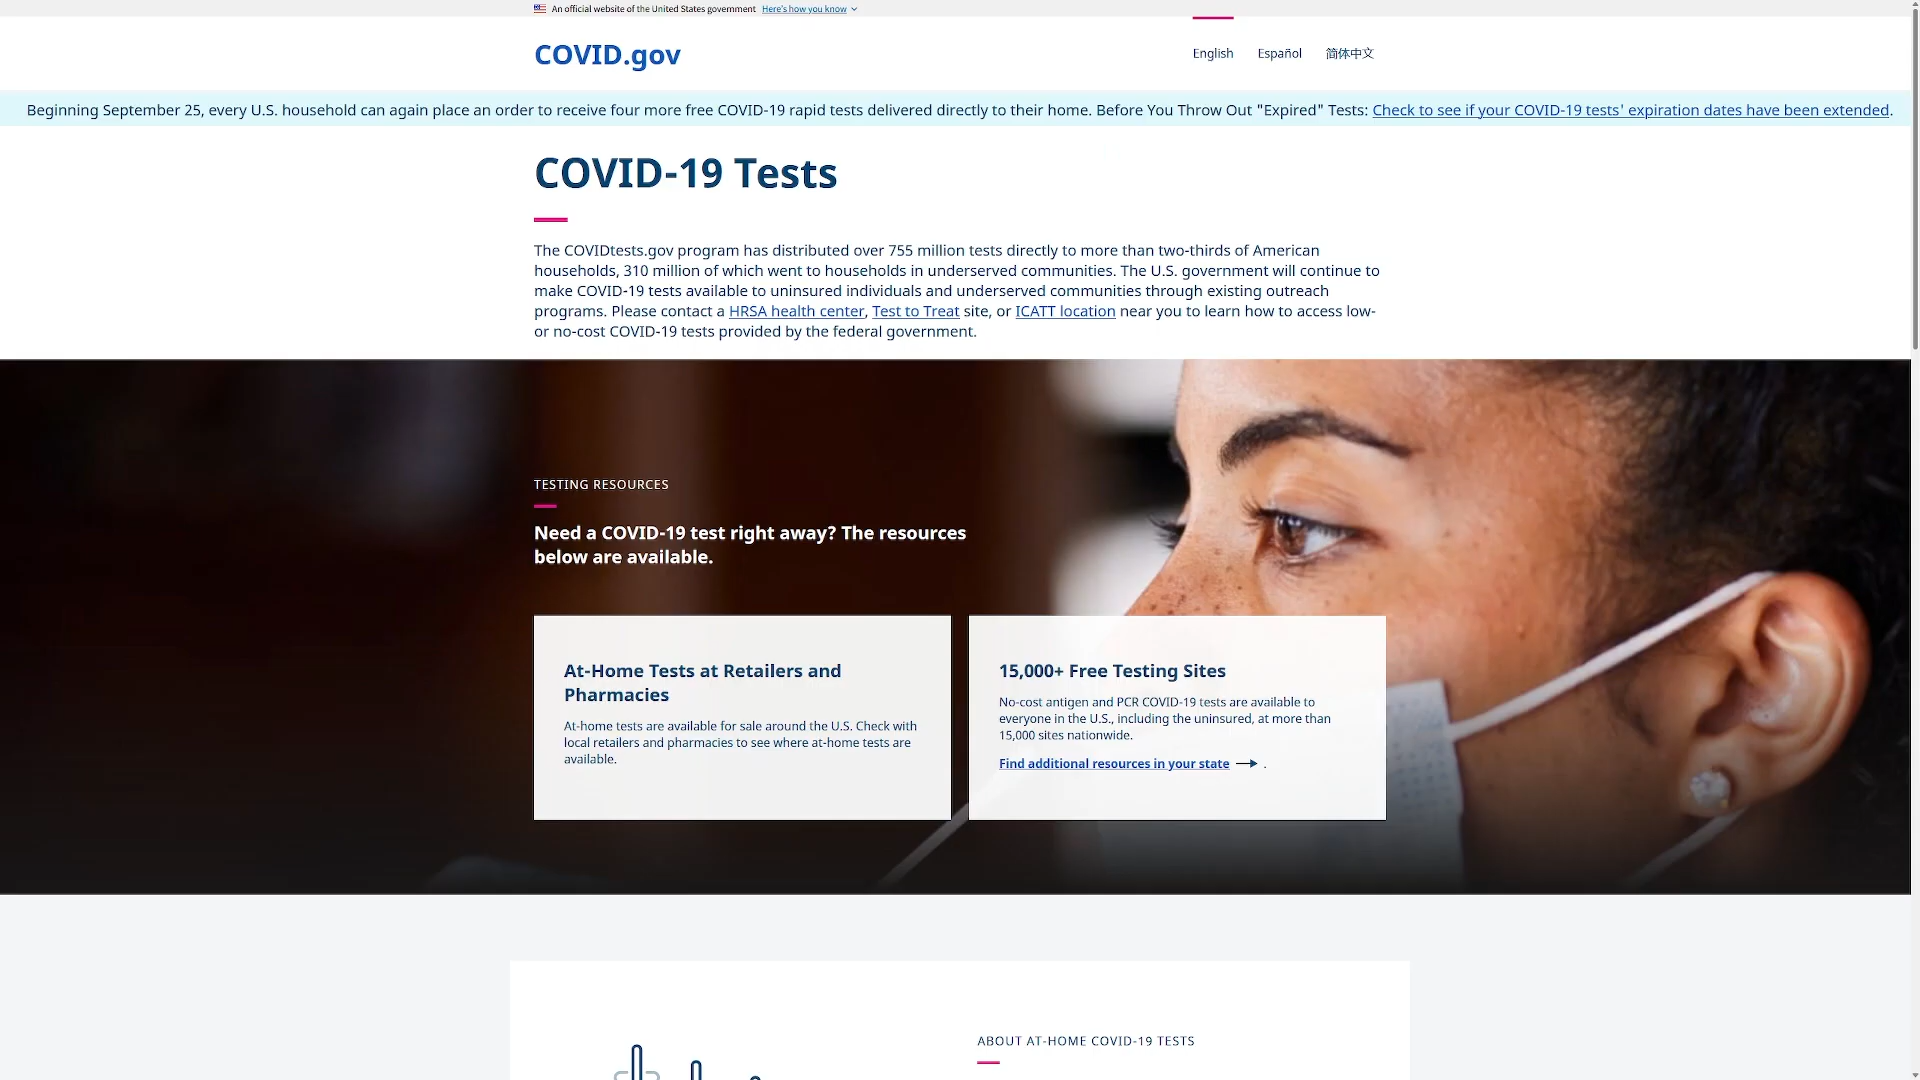 An official website of the United States government Here's how you know
COVID.gov
English Español 简体中文
Beginning September 25, every U.S. household can again place an order to receive four more free COVID-19 rapid tests delivered directly to their home. Before You Throw Out "Expired" Tests: Check to see if your COVID-19 tests' expiration dates have been extended.
COVID-19 Tests
The COVIDtests.gov program has distributed over 755 million tests directly to more than two-thirds of American
households, 310 million of which went to households in underserved communities. The U.S. government will continue to
make COVID-19 tests available to uninsured individuals and underserved communities through existing outreach
programs. Please contact a HRSA health center, Test to Treat site, or ICATT location near you to learn how to access low-
or no-cost COVID-19 tests provided by the federal government.
TESTING RESOURCES
Need a COVID-19 test right away? The resources
below are available.
At-Home Tests at Retailers and
Pharmacies
At-home tests are available for sale around the U.S. Check with
local retailers and pharmacies to see where at-home tests are
available.
15,000+ Free Testing Sites
No-cost antigen and PCR COVID-19 tests are available to
everyone in the U.S., including the uninsured, at more than
15,000 sites nationwide.
Find additional resources in your state → .
ABOUT AT-HOME COVID-19 TESTS